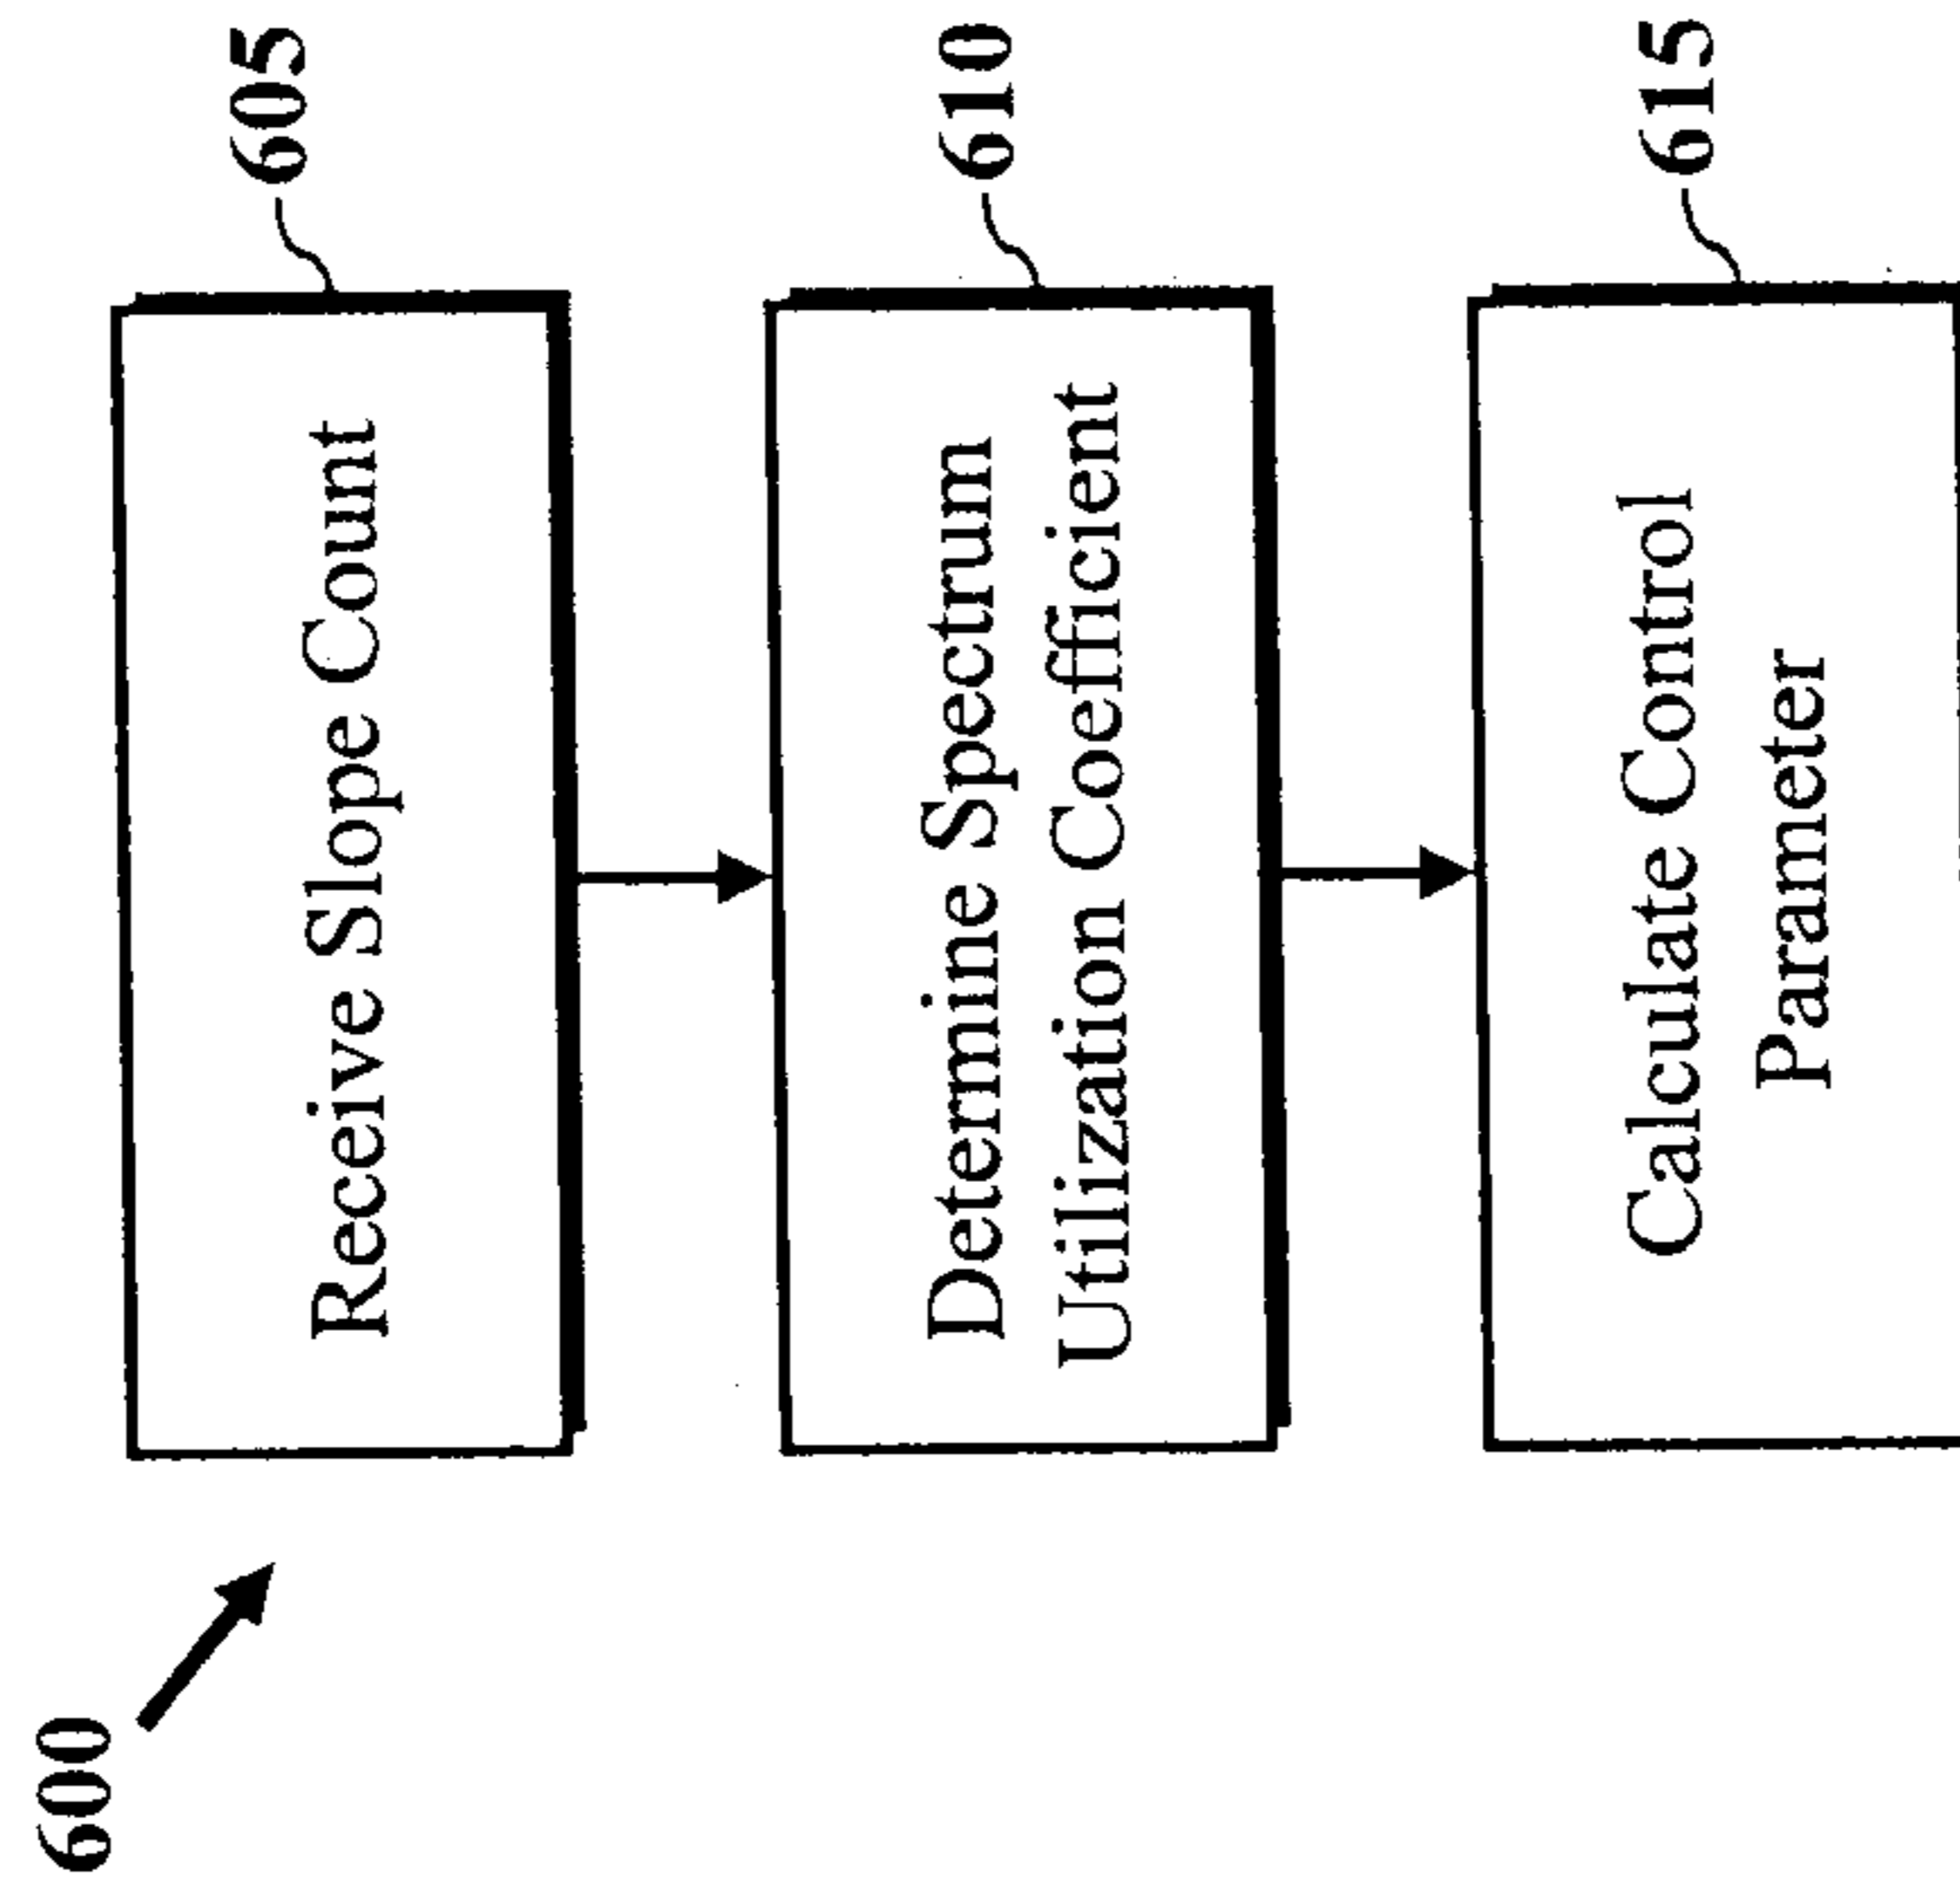 600
605
Receive Slope Count
610
Determine Spectrum
Utilization Coefficient
615
Calculate Control
Parameter